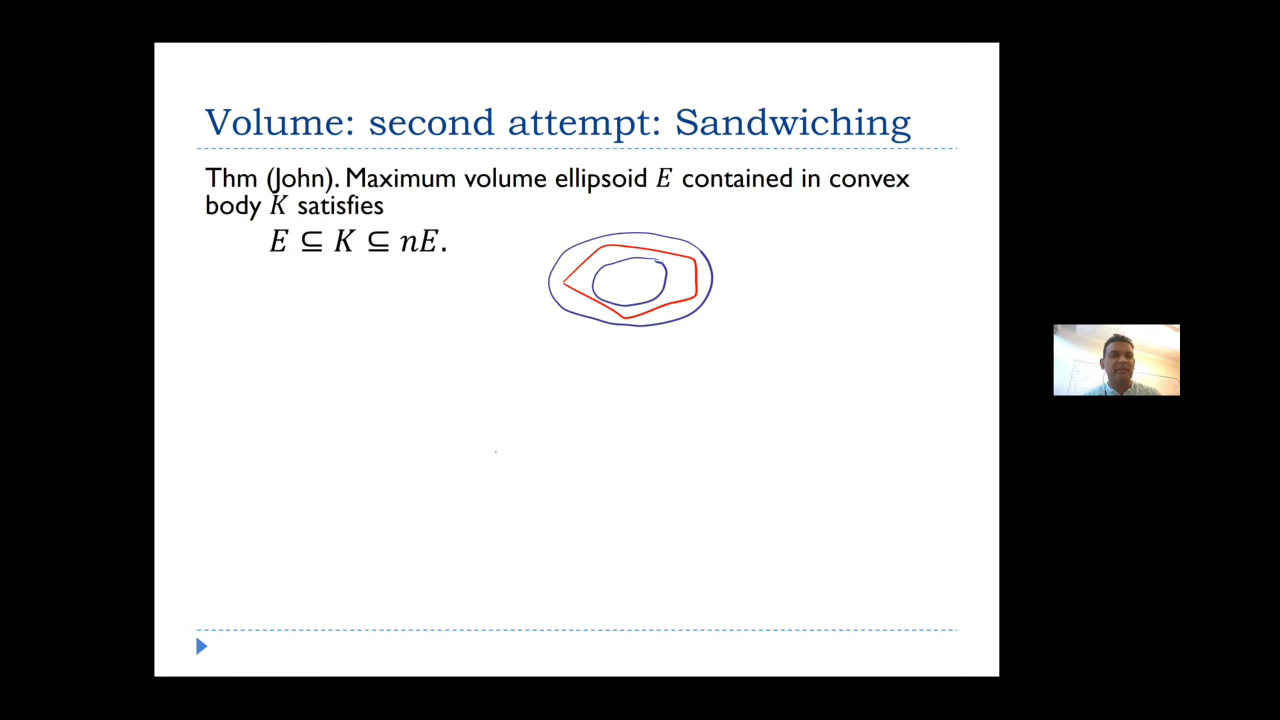 Volume: second attempt: Sandwiching
Thm (John). Maximum volume ellipsoid E contained in convex
body K satisfies
E ⊆ K ⊆ nE.